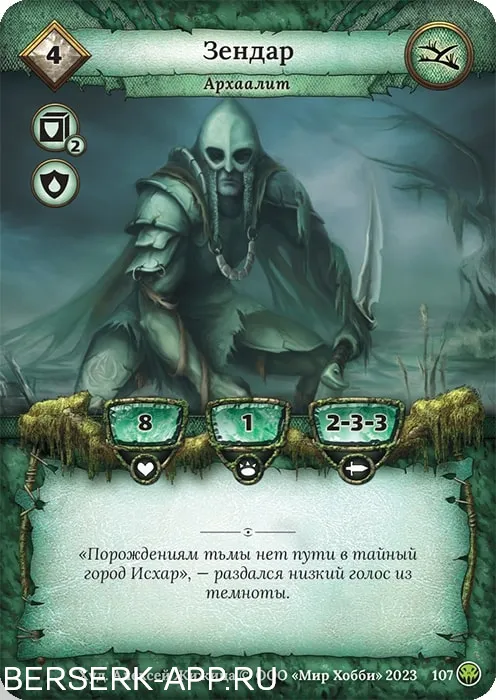 4
Зендар
Архаалит
2
8
1
2-3-3
«Порождениям тьмы нет пути в тайный
город Исхар», – раздался низкий голос из
темноты.
© ООО «Мир Хобби» 2023 107
BERSERK-APP.RU